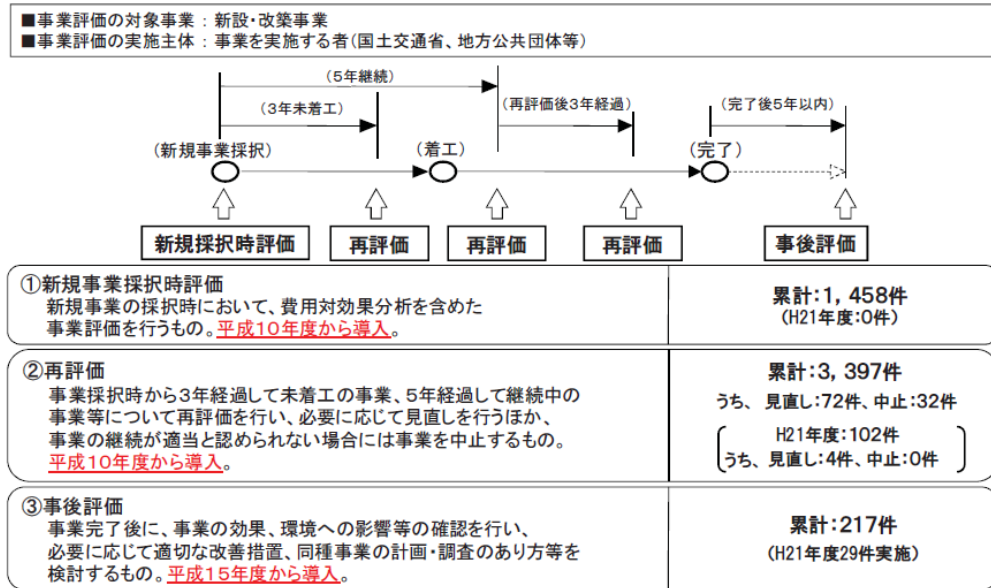 ■事業評価の対象事業 : 新設・改築事業
■事業評価の実施主体 : 事業を実施する者(国土交通省、地方公共団体等)
(5年継続)
(3年未着工)
(再評価後3年経過)
(完了後5年以内)
(新規事業採択)
(着工)
(完了)
新規採択時評価
再評価
再評価
再評価
事後評価
①新規事業採択時評価
新規事業の採択時において、費用対効果分析を含めた
事業評価を行うもの。平成10年度から導入。
累計:1,458件
(H21年度:0件)
②再評価
事業採択時から3年経過して未着工の事業、5年経過して継続中の
事業等について再評価を行い、必要に応じて見直しを行うほか、
事業の継続が適当と認められない場合には事業を中止するもの。
平成10年度から導入。
累計:3,397件
うち、見直し:72件、中止:32件
H21年度:102件
うち、見直し:4件、中止:0件
③事後評価
事業完了後に、事業の効果、環境への影響等の確認を行い、
必要に応じて適切な改善措置、同種事業の計画・調査のあり方等を
検討するもの。平成15年度から導入。
累計:217件
(H21年度29件実施)